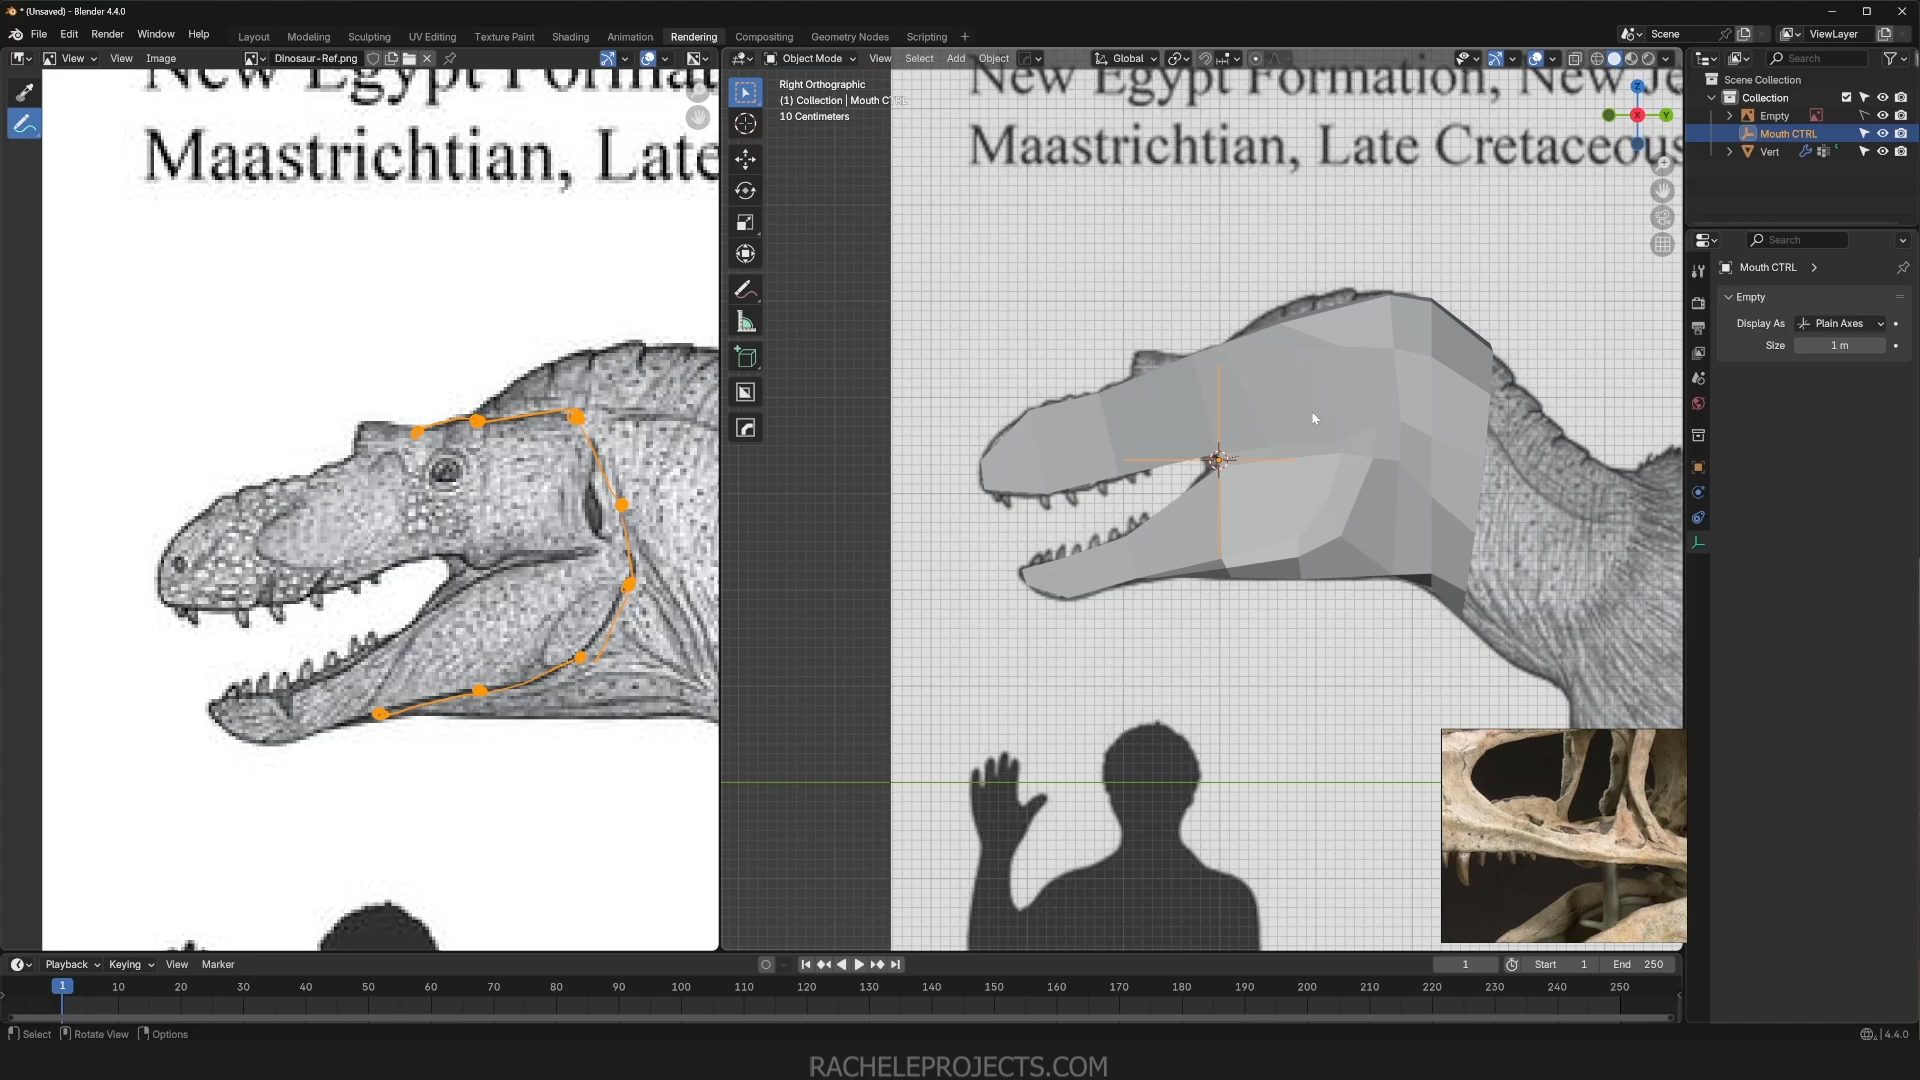 * (Unsaved) - Blender 4.4.0
File Edit Render Window Help
Layout Modeling Sculpting UV Editing Texture Paint Shading Animation Rendering Compositing Geometry Nodes Scripting +
Scene
ViewLayer
View View Image Dinosaur-Ref.png
Object Mode View Select Add Object Global
Search
Maastrichtian, Late
Right Orthographic
(1) Collection | Mouth CTRL
10 Centimeters
New Egypt Formation, New Je
Maastrichtian, Late Cretaceous
Z
X
Y
Scene Collection
Collection
Empty
Mouth CTRL
Vert
Search
Mouth CTRL
Empty
Display As Plain Axes
Size 1 m
Playback Keying View Marker
1 Start 1 End 250
1 10 20 30 40 50 60 70 80 90 100 110 120 130 140 150 160 170 180 190 200 210 220 230 240 250
Select Rotate View Options
4.4.0
RACHELEPROJECTS.COM